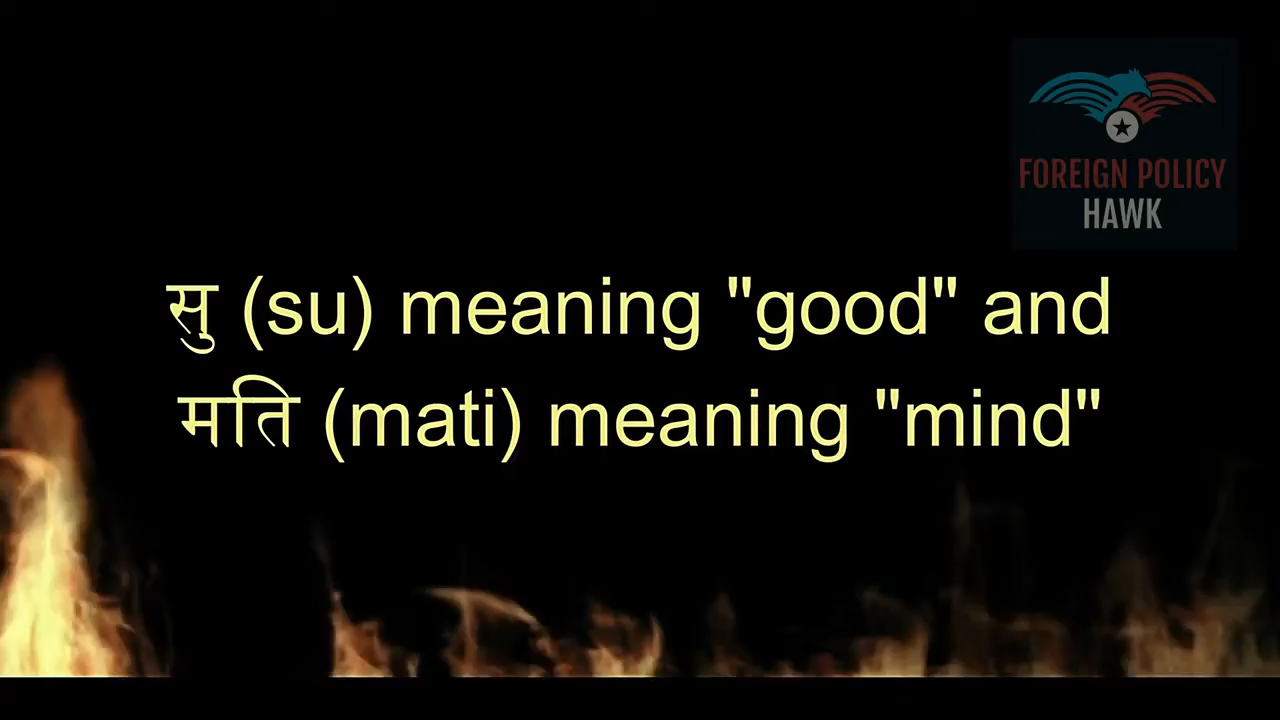 FOREIGN POLICY
HAWK
सु (su) meaning "good" and
मति (mati) meaning "mind"